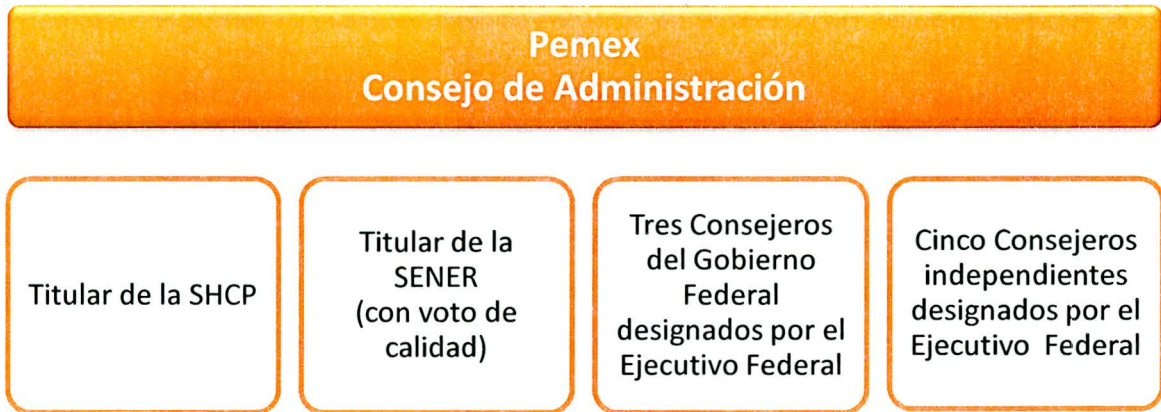 Pemex
Consejo de Administración
Titular de la SHCP
Titular de la
SENER
(con voto de
calidad)
Tres Consejeros
del Gobierno
Federal
designados por el
Ejecutivo Federal
Cinco Consejeros
independientes
designados por el
Ejecutivo Federal